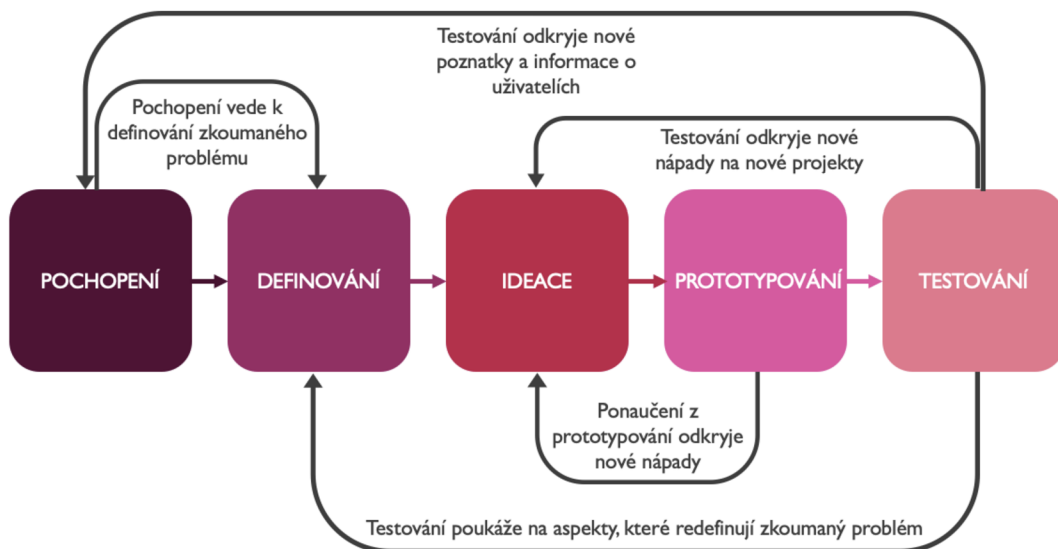 Testování odkryje nové
poznatky a informace o
uživatelích
Pochopení vede k
definování zkoumaného
problému
Testování odkryje nové
nápady na nové projekty
POCHOPENÍ
DEFINOVÁNÍ
IDEACE
PROTOTYPOVÁNÍ
TESTOVÁNÍ
Ponaučení z
prototypování odkryje
nové nápady
Testování poukáže na aspekty, které redefinují zkoumaný problém